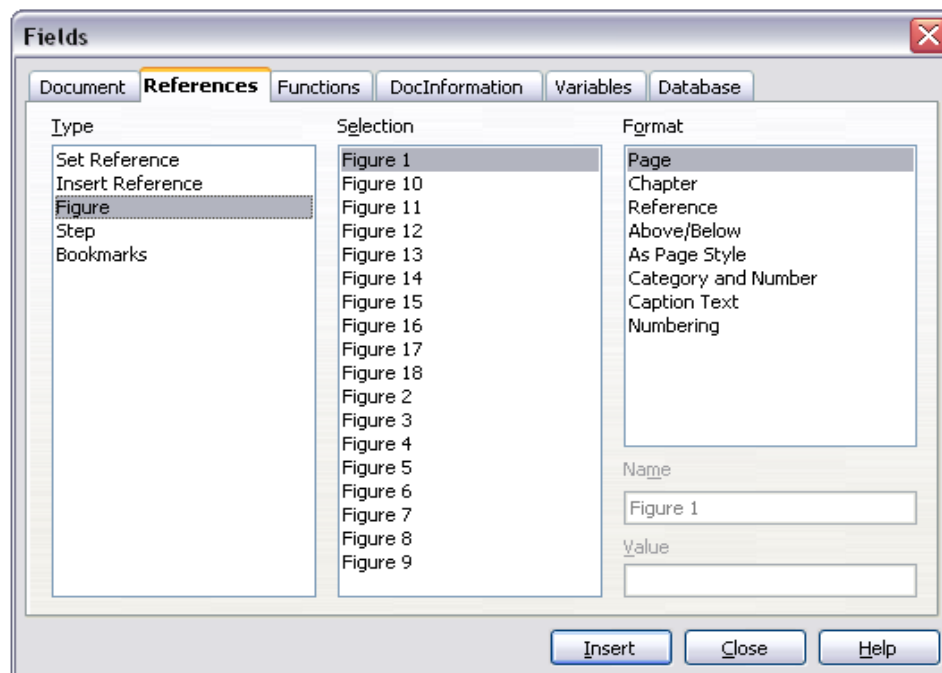 Fields
Document References Functions DocInformation Variables Database
Type
Set Reference
Insert Reference
Figure
Step
Bookmarks
Selection
Figure 1
Figure 10
Figure 11
Figure 12
Figure 13
Figure 14
Figure 15
Figure 16
Figure 17
Figure 18
Figure 2
Figure 3
Figure 4
Figure 5
Figure 6
Figure 7
Figure 8
Figure 9
Format
Page
Chapter
Reference
Above/Below
As Page Style
Category and Number
Caption Text
Numbering
Name
Figure 1
Value
Insert Close Help